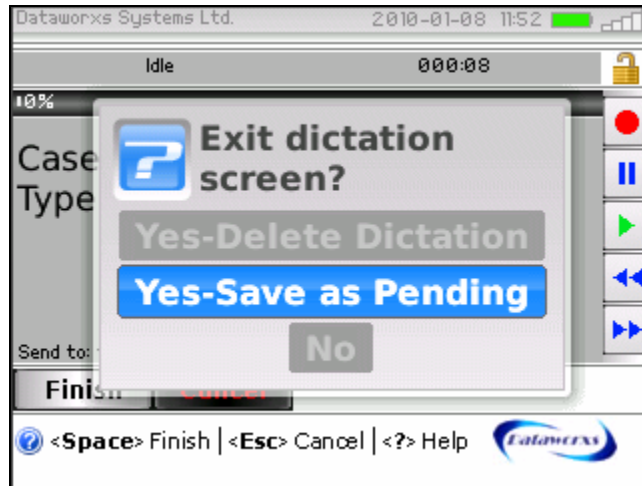 Dataworxs Systems Ltd. 2010-01-08 11:52
Idle 000:08
10%
Exit dictation
screen?
Case
Type
Yes-Delete Dictation
Yes-Save as Pending
No
Send to:
Finish Cancel
<Space> Finish | <Esc> Cancel | <?> Help Dataworxs